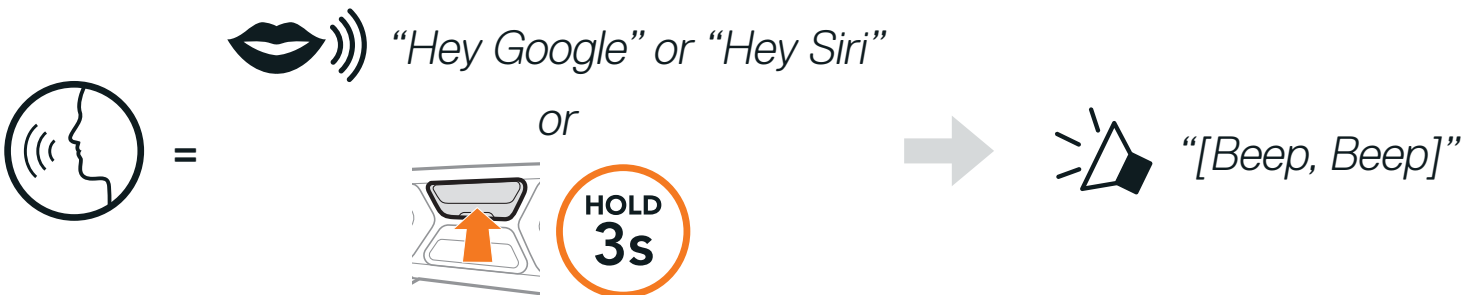 “Hey Google” or “Hey Siri”
or
=
HOLD
3s
“[Beep, Beep]”